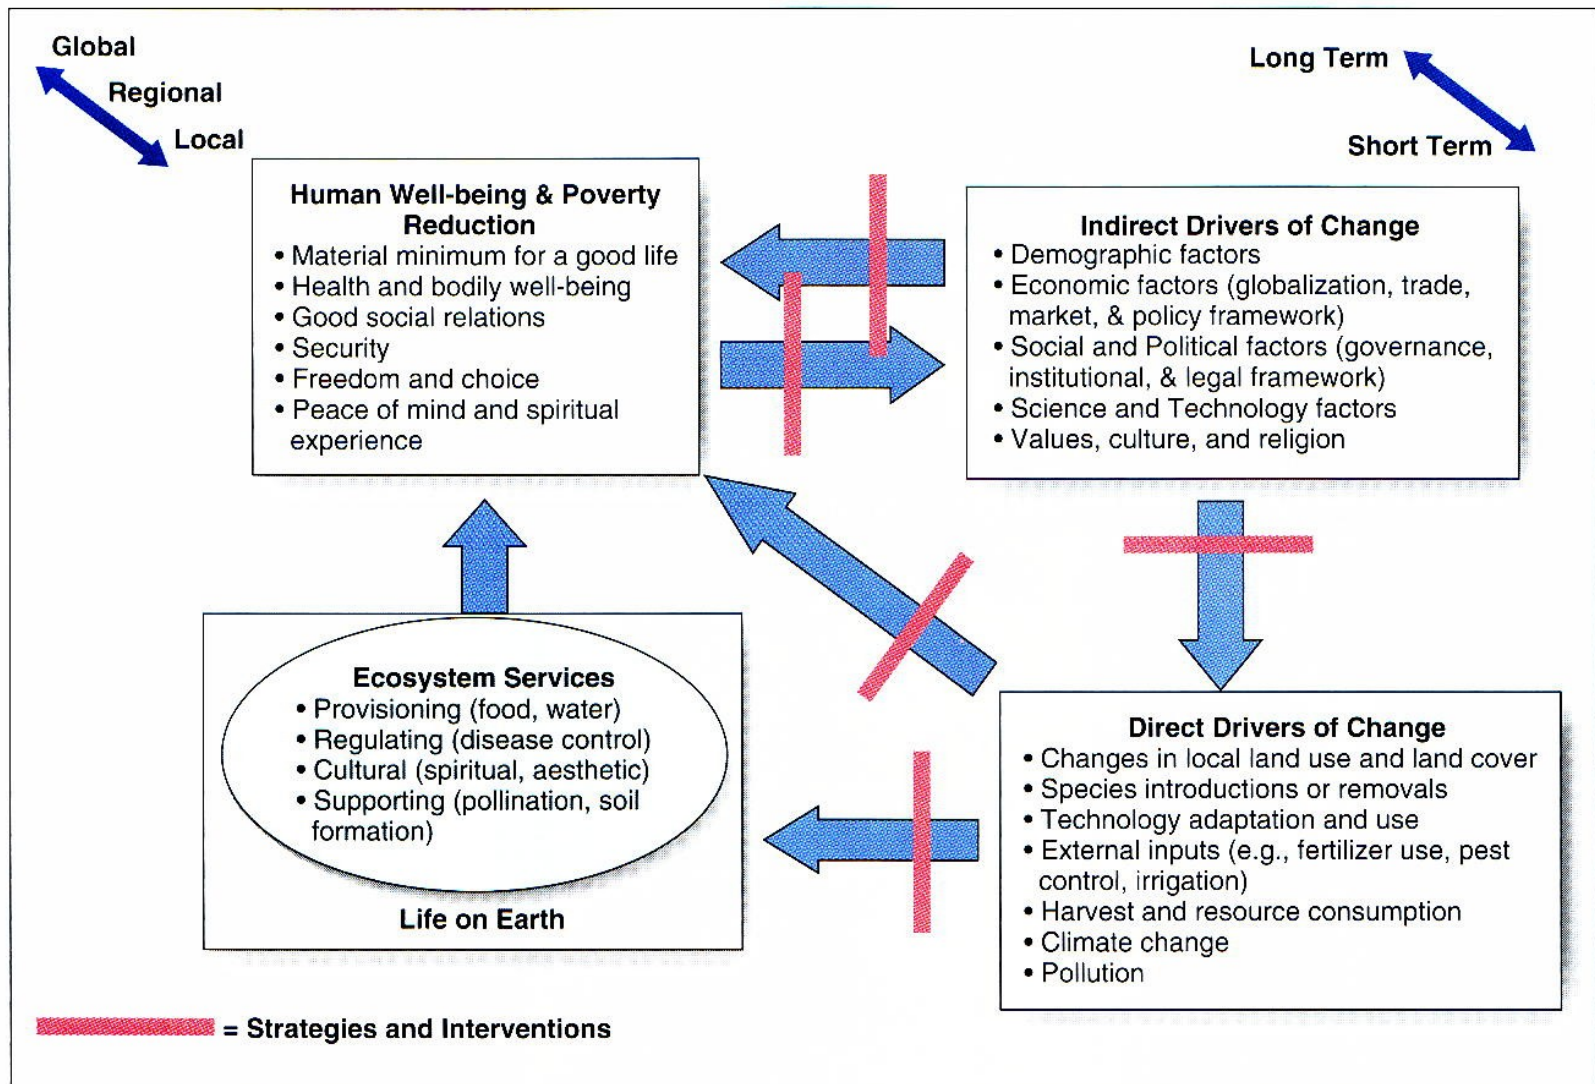 Global
Regional
Local
Long Term
Short Term
Human Well-being & Poverty
Reduction
• Material minimum for a good life
• Health and bodily well-being
• Good social relations
• Security
• Freedom and choice
• Peace of mind and spiritual
experience
Indirect Drivers of Change
• Demographic factors
• Economic factors (globalization, trade,
market, & policy framework)
• Social and Political factors (governance,
institutional, & legal framework)
• Science and Technology factors
• Values, culture, and religion
Ecosystem Services
• Provisioning (food, water)
• Regulating (disease control)
• Cultural (spiritual, aesthetic)
• Supporting (pollination, soil
formation)
Life on Earth
Direct Drivers of Change
• Changes in local land use and land cover
• Species introductions or removals
• Technology adaptation and use
• External inputs (e.g., fertilizer use, pest
control, irrigation)
• Harvest and resource consumption
• Climate change
• Pollution
= Strategies and Interventions